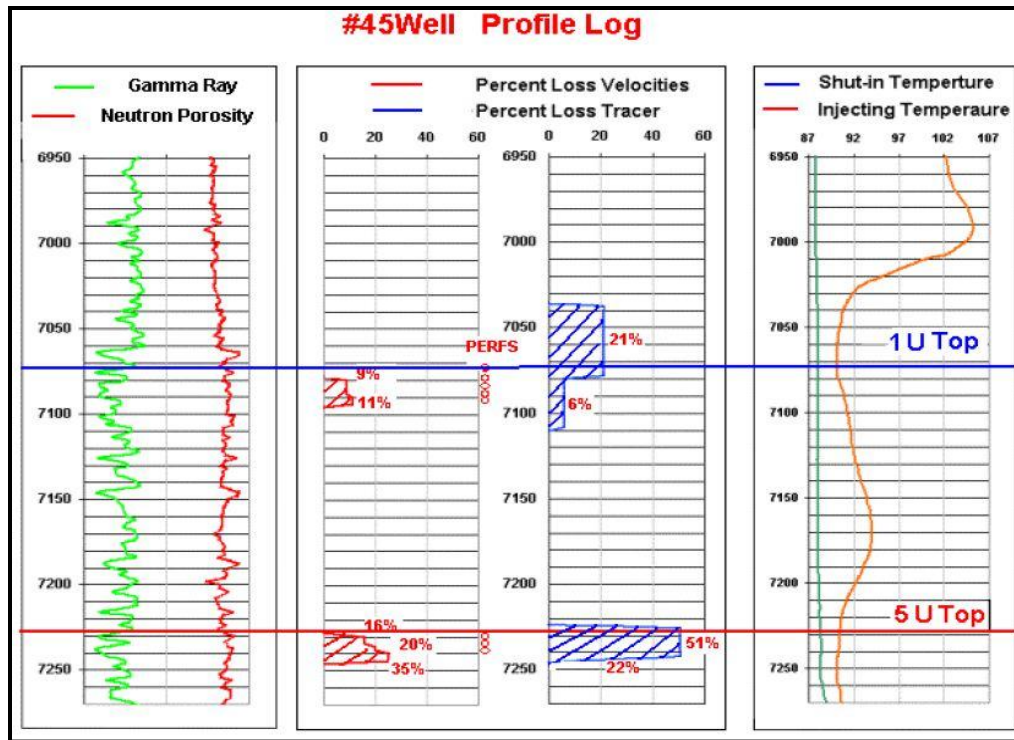 #45Well Profile Log
Gamma Ray
Neutron Porosity
Percent Loss Velocities
Percent Loss Tracer
Shut-in Temperture
Injecting Temperaure
0 20 40 60
0 20 40 60
87 92 97 102 107
6950
7000
7050
7100
7150
7200
7250
6950
7000
7050
7100
7150
7200
7250
6950
7000
7050
7100
7150
7200
7250
PERFS
9%
11%
16%
20%
35%
21%
6%
51%
22%
1 U Top
5 U Top